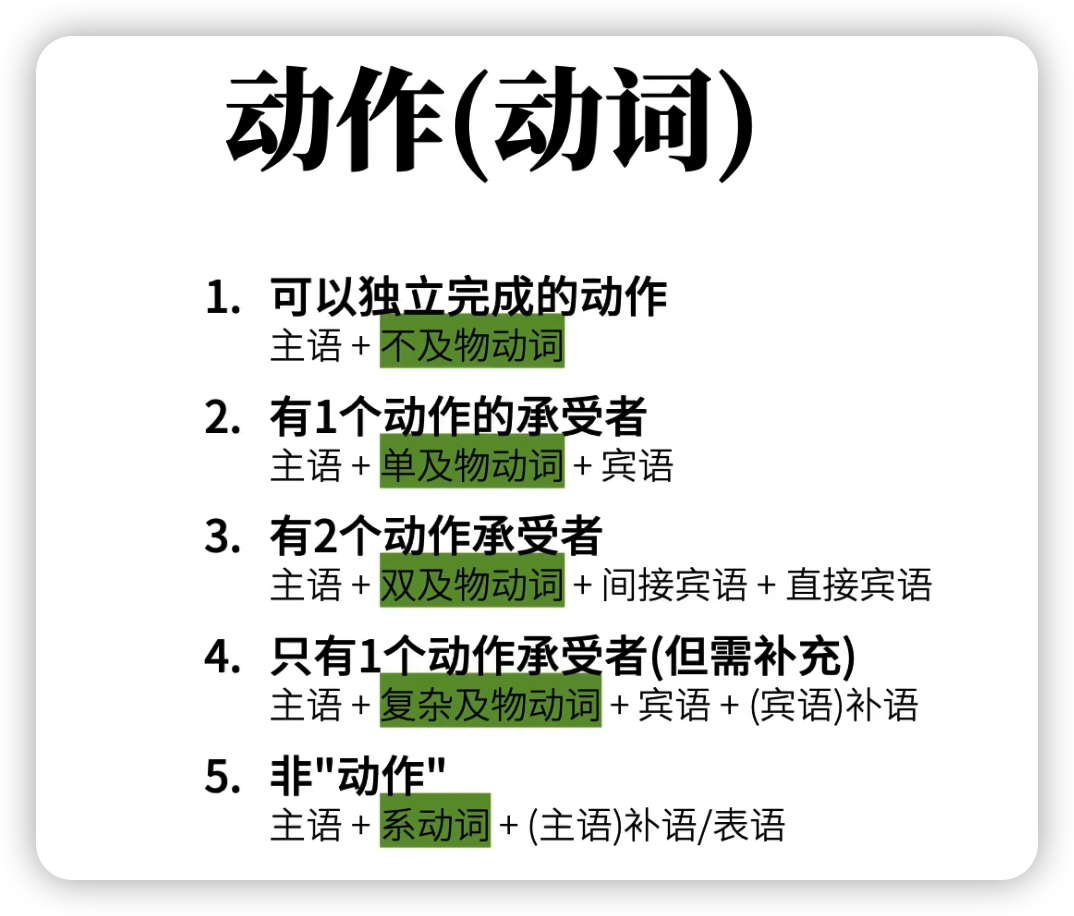 动作(动词)
1. 可以独立完成的动作
主语 + 不及物动词
2. 有1个动作的承受者
主语 + 单及物动词 + 宾语
3. 有2个动作承受者
主语 + 双及物动词 + 间接宾语 + 直接宾语
4. 只有1个动作承受者(但需补充)
主语 + 复杂及物动词 + 宾语 + (宾语)补语
5. 非"动作"
主语 + 系动词 + (主语)补语/表语